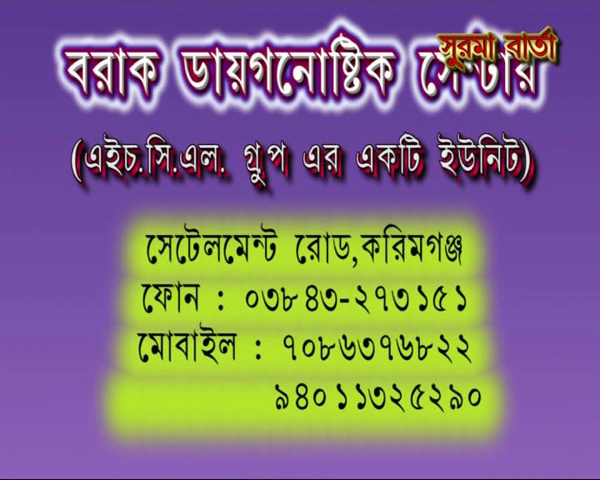 সুরমা বার্তা
বরাক ডায়গনোষ্টিক সেন্টার
(এইচ.সি.এল. গ্রুপ এর একটি ইউনিট)
সেটেলমেন্ট রোড,করিমগঞ্জ
ফোন : ০৩৮৪৩-২৭৩১৫১
মোবাইল : ৭০৮৬৩৭৬৮২২
৯৪০১১৩২৫২৯০